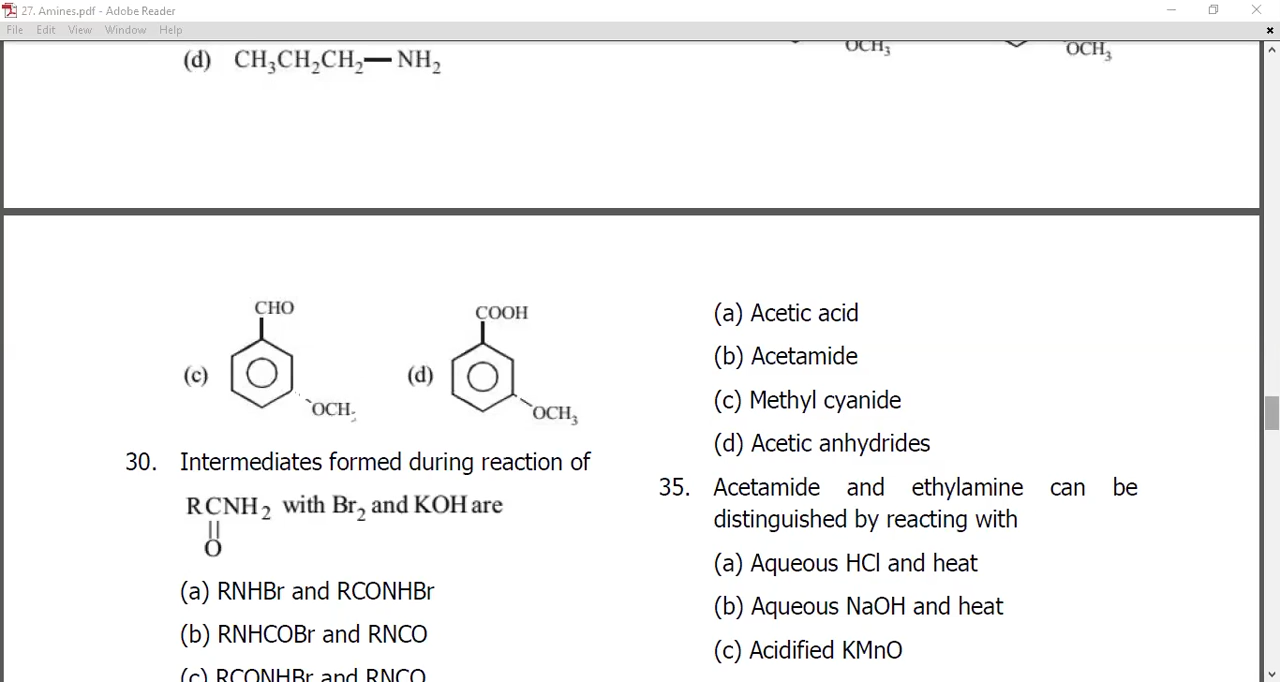 27. Amines.pdf - Adobe Reader
File Edit View Window Help
(d) CH₃CH₂CH₂—NH₂
OCH₃ OCH₃
CHO
(c)
OCH₃
COOH
(d)
OCH₃
30. Intermediates formed during reaction of
RCNH₂ with Br₂ and KOH are
||
O
(a) RNHBr and RCONHBr
(b) RNHCOBr and RNCO
(c) RCONHBr and RNCO
(a) Acetic acid
(b) Acetamide
(c) Methyl cyanide
(d) Acetic anhydrides
35. Acetamide and ethylamine can be
distinguished by reacting with
(a) Aqueous HCl and heat
(b) Aqueous NaOH and heat
(c) Acidified KMnO